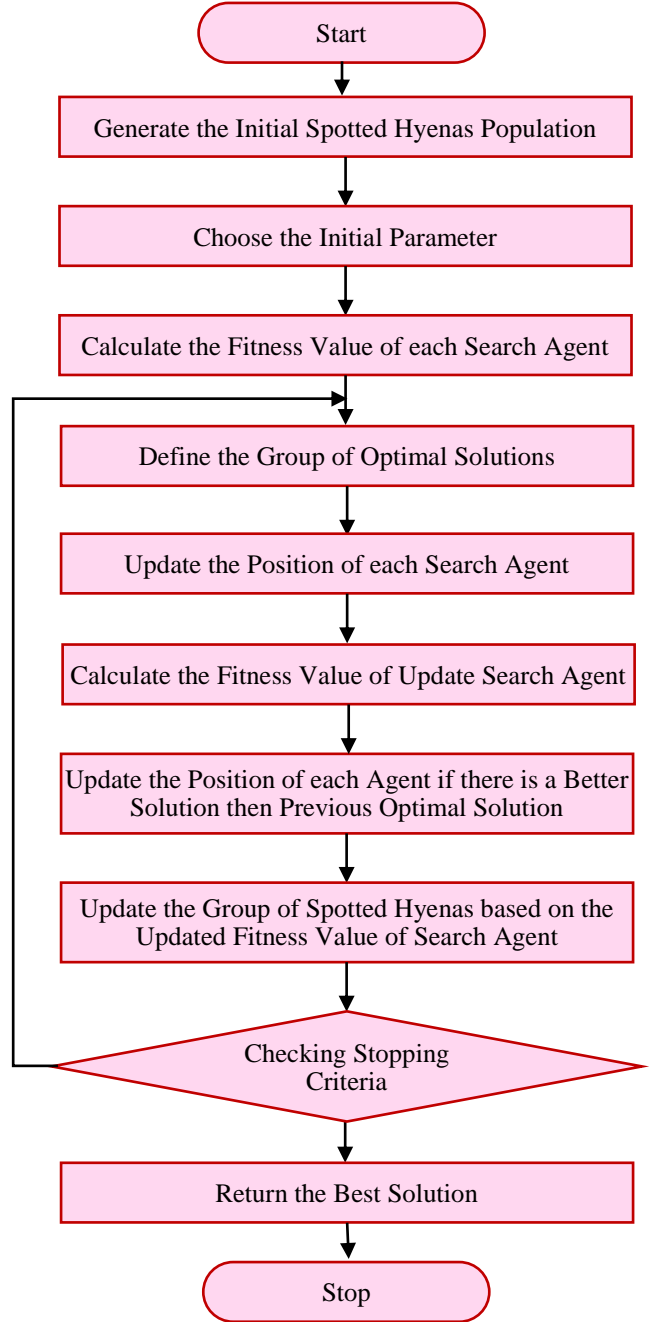 Start
Generate the Initial Spotted Hyenas Population
Choose the Initial Parameter
Calculate the Fitness Value of each Search Agent
Define the Group of Optimal Solutions
Update the Position of each Search Agent
Calculate the Fitness Value of Update Search Agent
Update the Position of each Agent if there is a Better
Solution then Previous Optimal Solution
Update the Group of Spotted Hyenas based on the
Updated Fitness Value of Search Agent
Checking Stopping
Criteria
Return the Best Solution
Stop